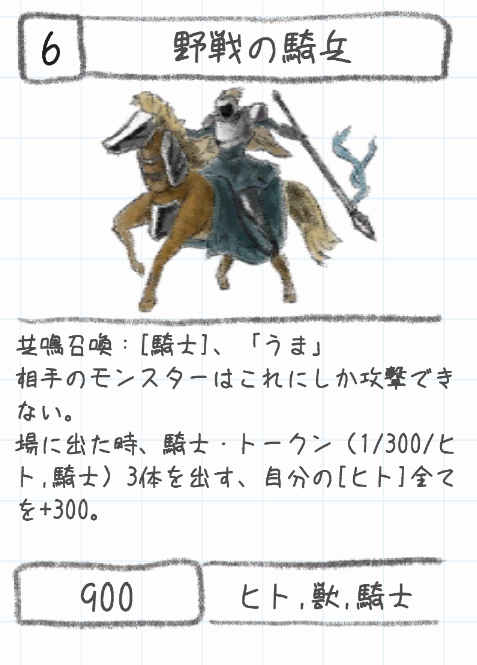 6
野戦の騎兵
共鳴召喚：[騎士]、「うま」
相手のモンスターはこれにしか攻撃でき
ない。
場に出た時、騎士・トークン（1/300/ヒ
ト,騎士）3体を出す、自分の[ヒト]全て
を+300。
900
ヒト,獣,騎士